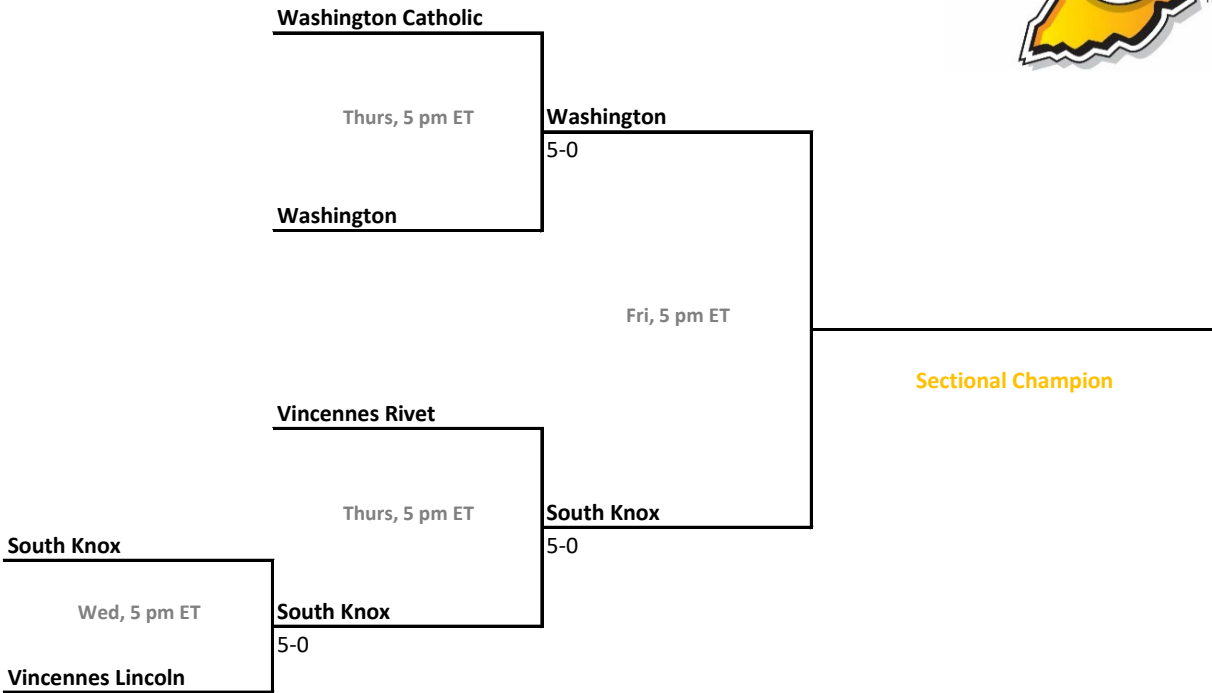 Washington Catholic
Thurs, 5 pm ET
Washington
5-0
Washington
Fri, 5 pm ET
Sectional Champion
Vincennes Rivet
Thurs, 5 pm ET
South Knox
5-0
South Knox
Wed, 5 pm ET
South Knox
5-0
Vincennes Lincoln